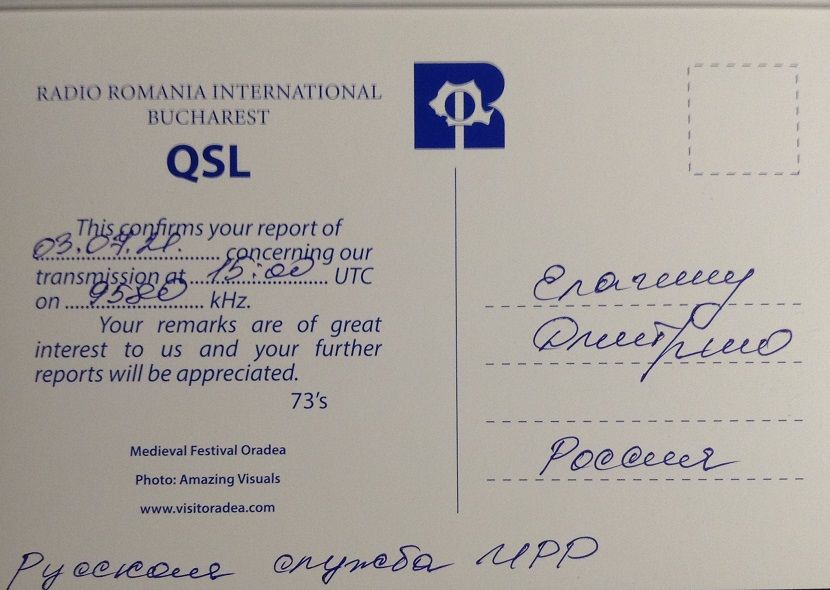 RADIO ROMANIA INTERNATIONAL
BUCHAREST
QSL
This confirms your report of
03.07.21. concerning our
transmission at 15:00 UTC
on 9580 kHz.
Your remarks are of great
interest to us and your further
reports will be appreciated.
73's
Medieval Festival Oradea
Photo: Amazing Visuals
www.visitoradea.com
Елагину
Дмитрию
Россия
Русская служба МРР